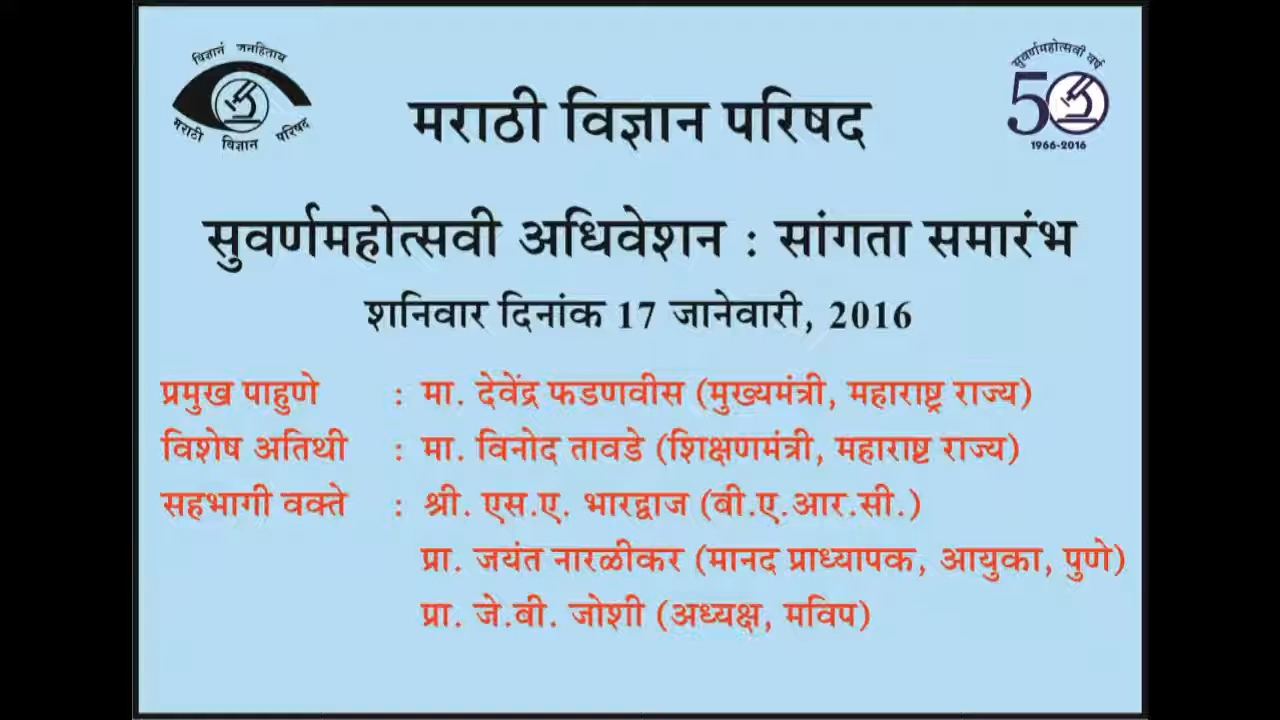 विज्ञानं जनहिताय
मराठी विज्ञान परिषद
सुवर्णमहोत्सवी वर्ष
50
1966-2016
मराठी विज्ञान परिषद
सुवर्णमहोत्सवी अधिवेशन : सांगता समारंभ
शनिवार दिनांक 17 जानेवारी, 2016
प्रमुख पाहुणे : मा. देवेंद्र फडणवीस (मुख्यमंत्री, महाराष्ट्र राज्य)
विशेष अतिथी : मा. विनोद तावडे (शिक्षणमंत्री, महाराष्ट्र राज्य)
सहभागी वक्ते : श्री. एस.ए. भारद्वाज (बी.ए.आर.सी.)
प्रा. जयंत नारळीकर (मानद प्राध्यापक, आयुका, पुणे)
प्रा. जे.बी. जोशी (अध्यक्ष, मविप)